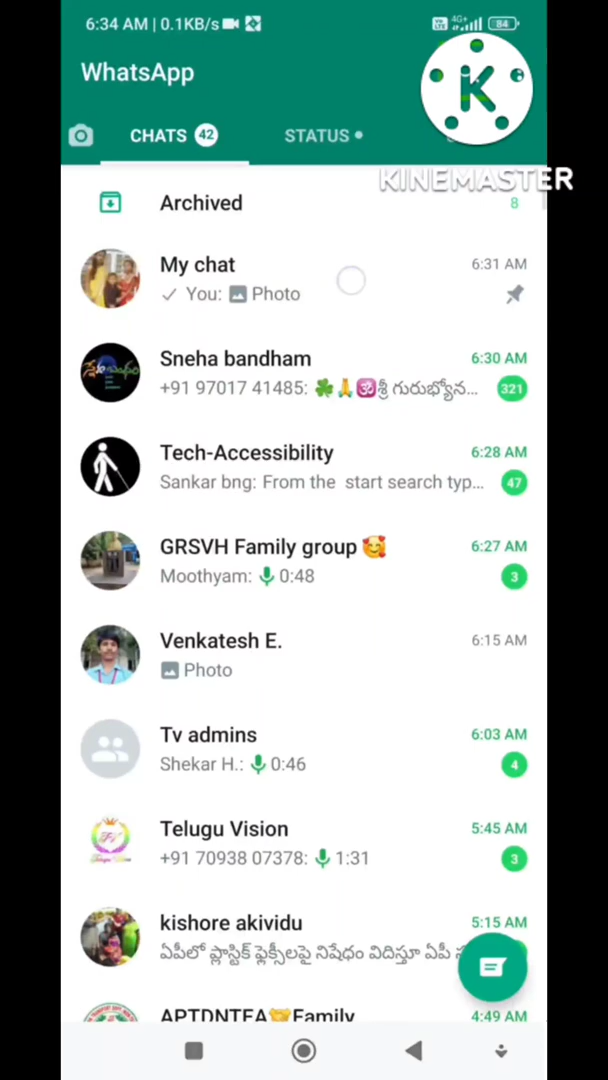 6:34 AM | 0.1KB/s
Vo LTE 4G+ 84
WhatsApp
K
KINEMASTER
CHATS 42 STATUS
Archived 8
My chat 6:31 AM
You: Photo
Sneha bandham 6:30 AM
+91 97017 41485: ☘️🙏🕉️శ్రీ గురుభ్యోన... 321
Tech-Accessibility 6:28 AM
Sankar bng: From the start search typ... 47
GRSVH Family group 🥰 6:27 AM
Moothyam: 0:48 3
Venkatesh E. 6:15 AM
Photo
Tv admins 6:03 AM
Shekar H.: 0:46 4
Telugu Vision 5:45 AM
+91 70938 07378: 1:31 3
kishore akividu 5:15 AM
ఏపీలో ప్లాస్టిక్ ఫ్లెక్సీలపై నిషేధం విదిస్తూ ఏపీ
APTDNTEA🤝Family 4:49 AM